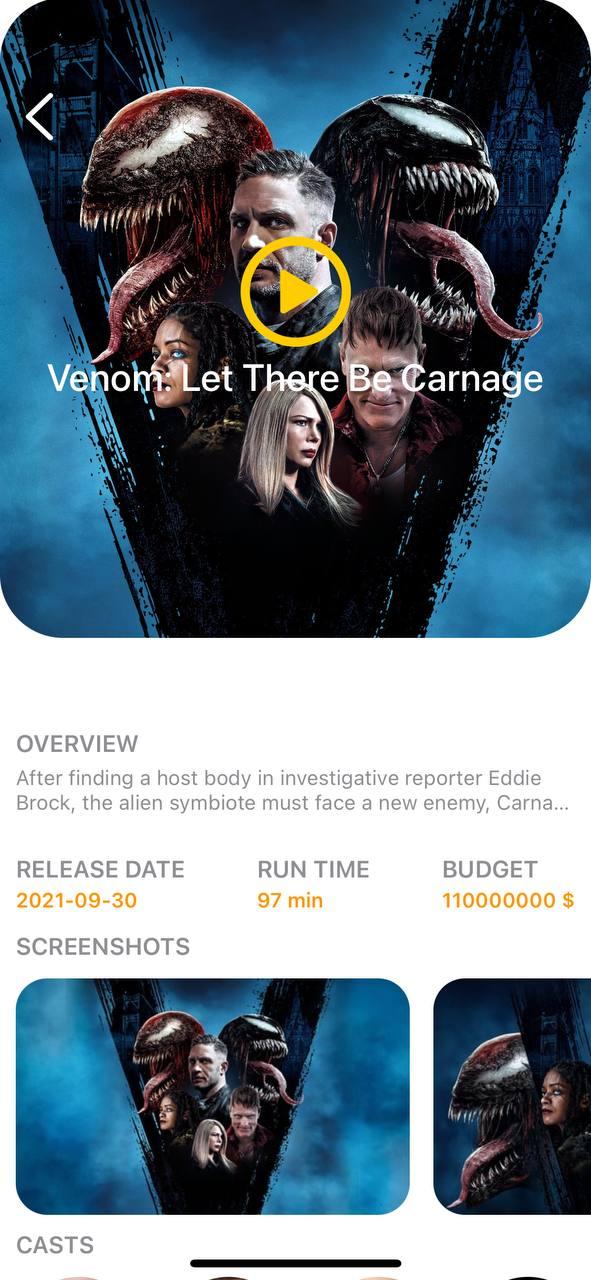 Venom: Let There Be Carnage
OVERVIEW
After finding a host body in investigative reporter Eddie
Brock, the alien symbiote must face a new enemy, Carna...
RELEASE DATE
RUN TIME
BUDGET
2021-09-30
97 min
110000000 $
SCREENSHOTS
CASTS